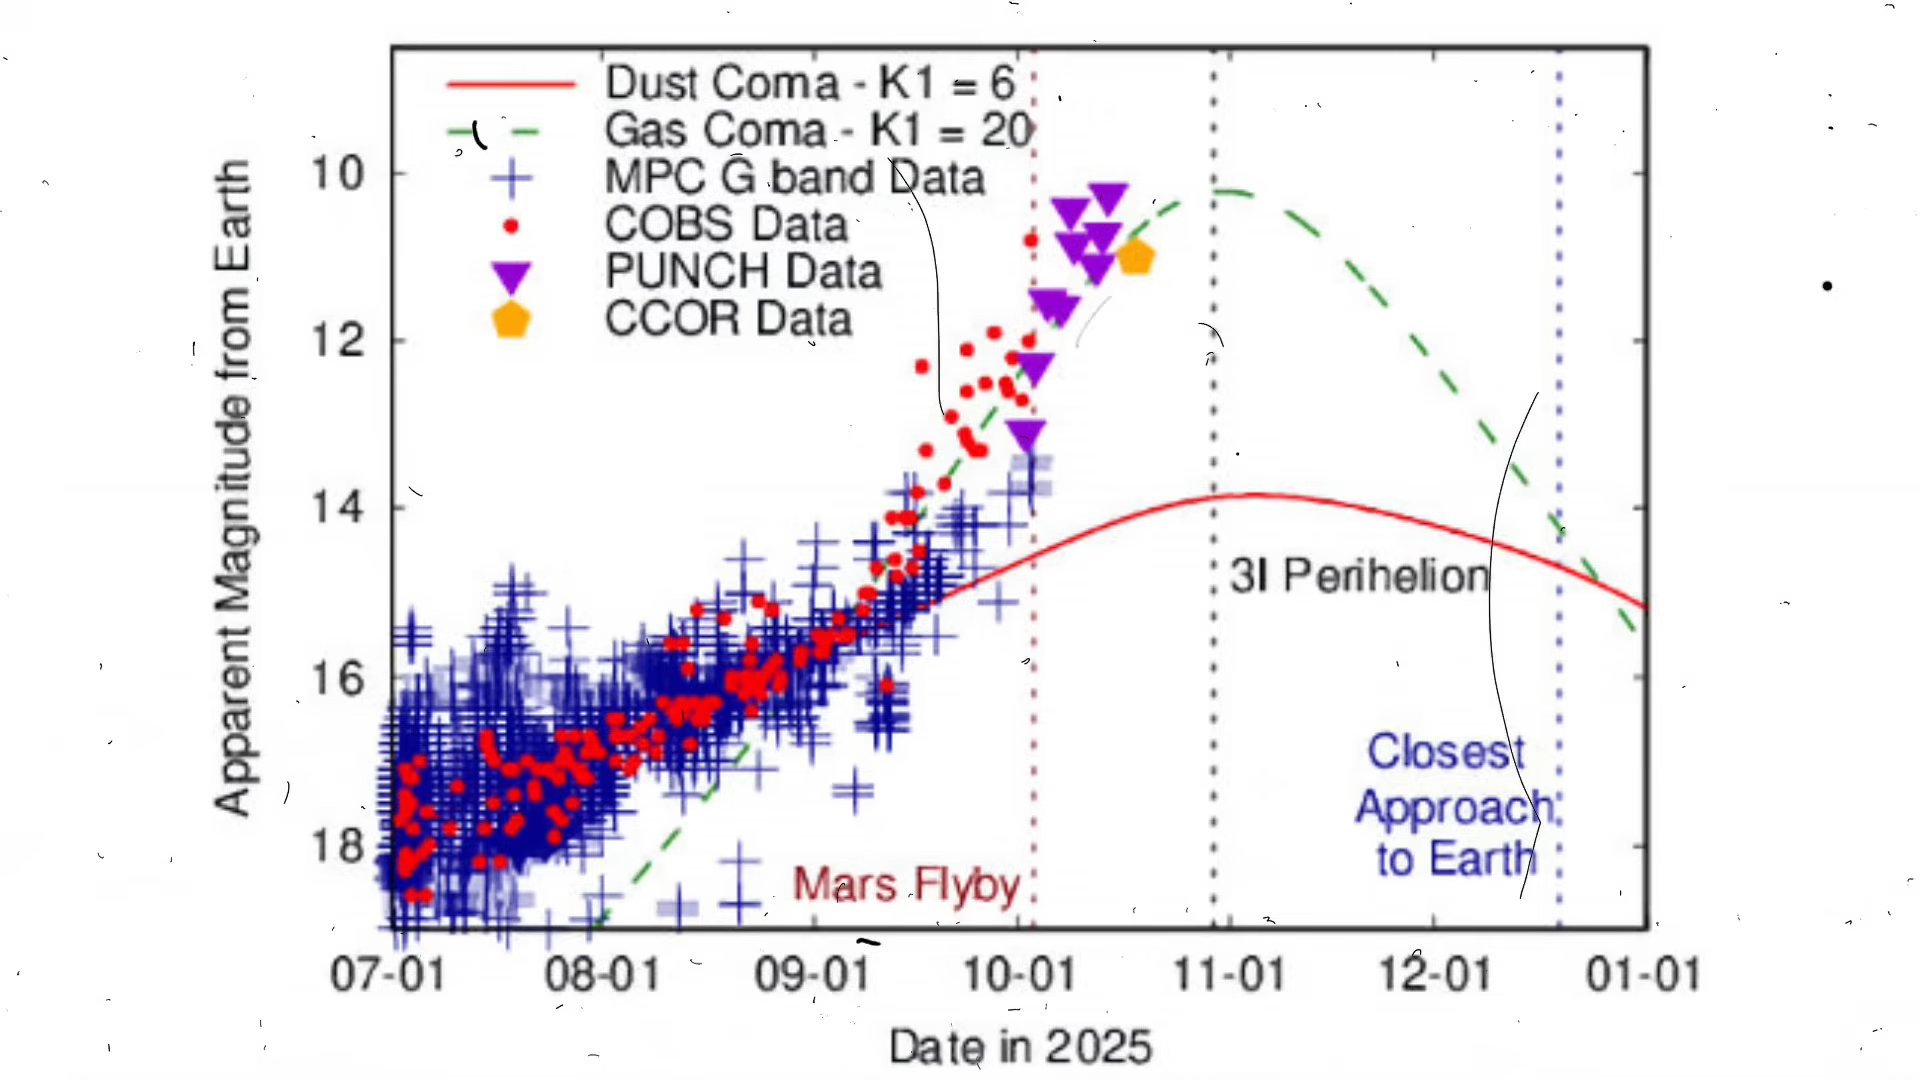 Dust Coma - K1 = 6
Gas Coma - K1 = 20
MPC G band Data
COBS Data
PUNCH Data
CCOR Data
Apparent Magnitude from Earth
10
12
14
16
18
3I Perihelion
Closest
Approach
to Earth
Mars Flyby
07-01 08-01 09-01 10-01 11-01 12-01 01-01
Date in 2025